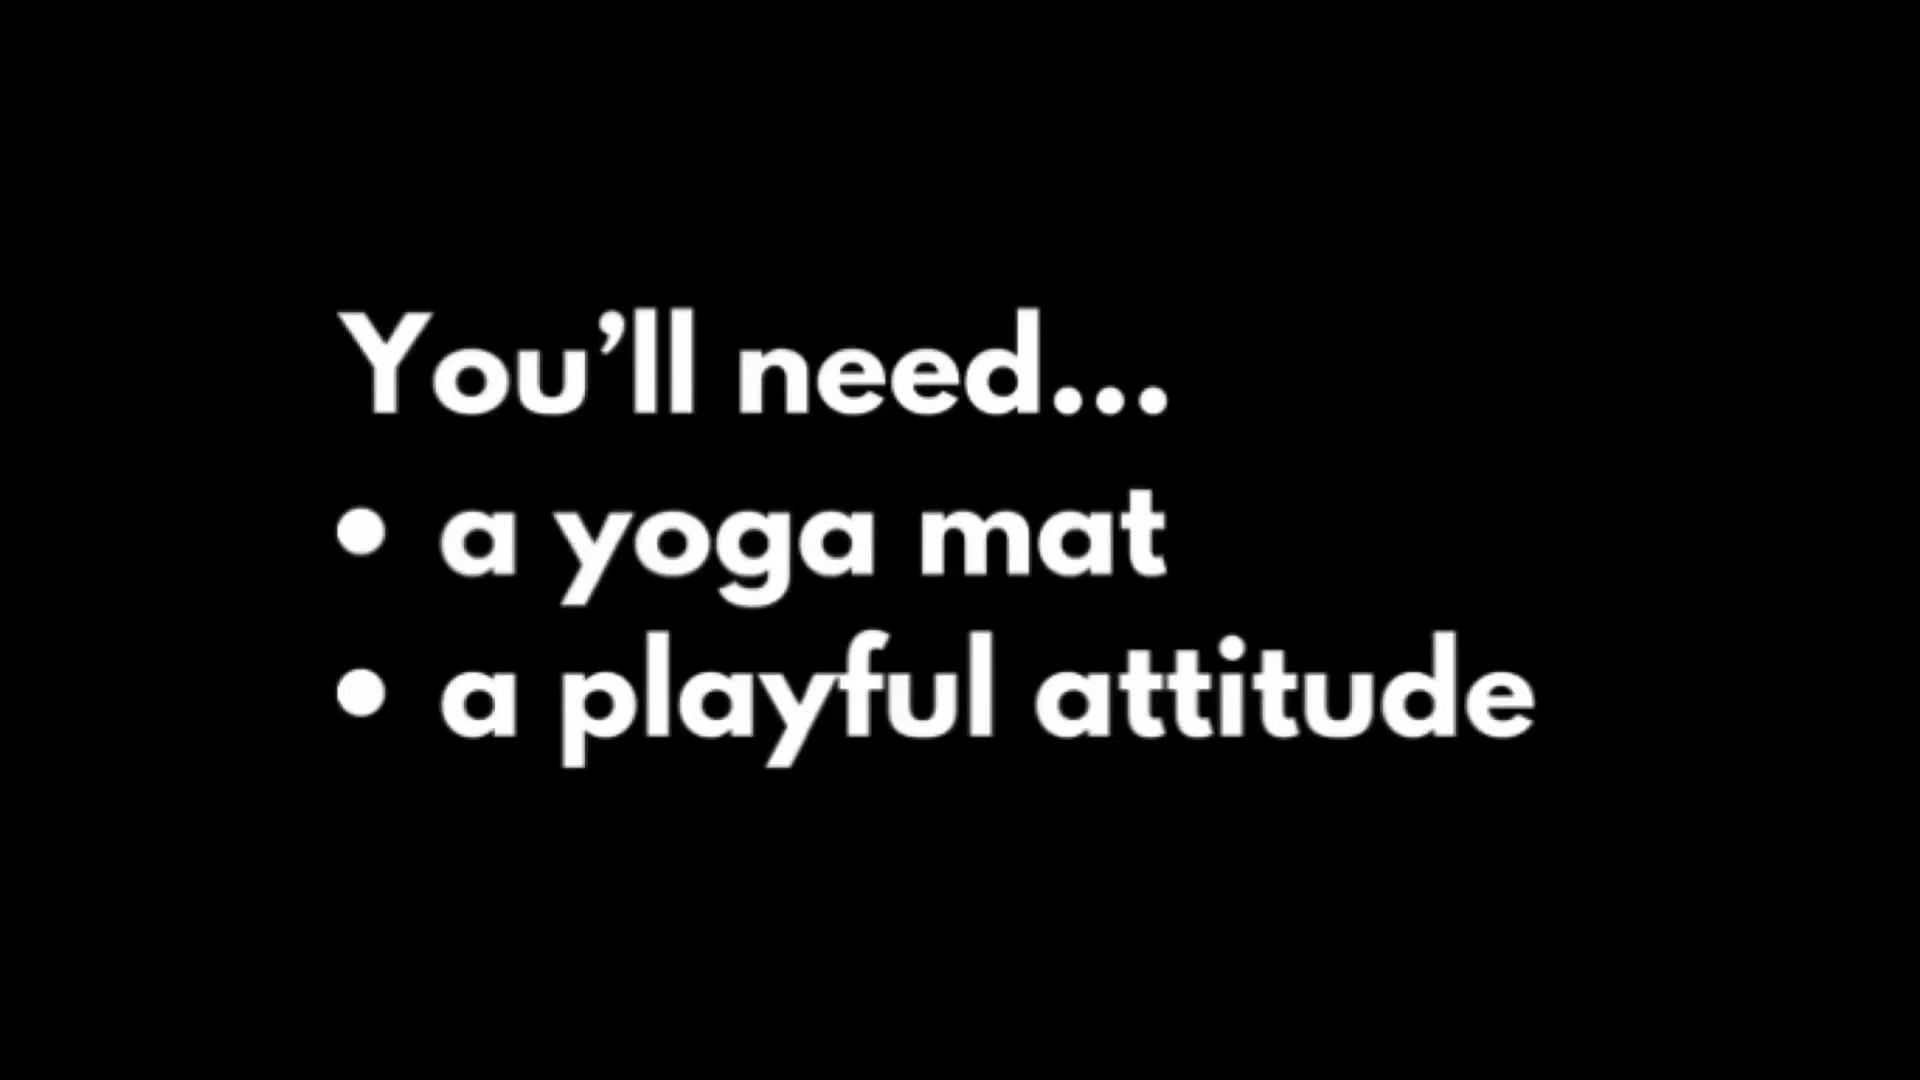 You’ll need...
• a yoga mat
• a playful attitude